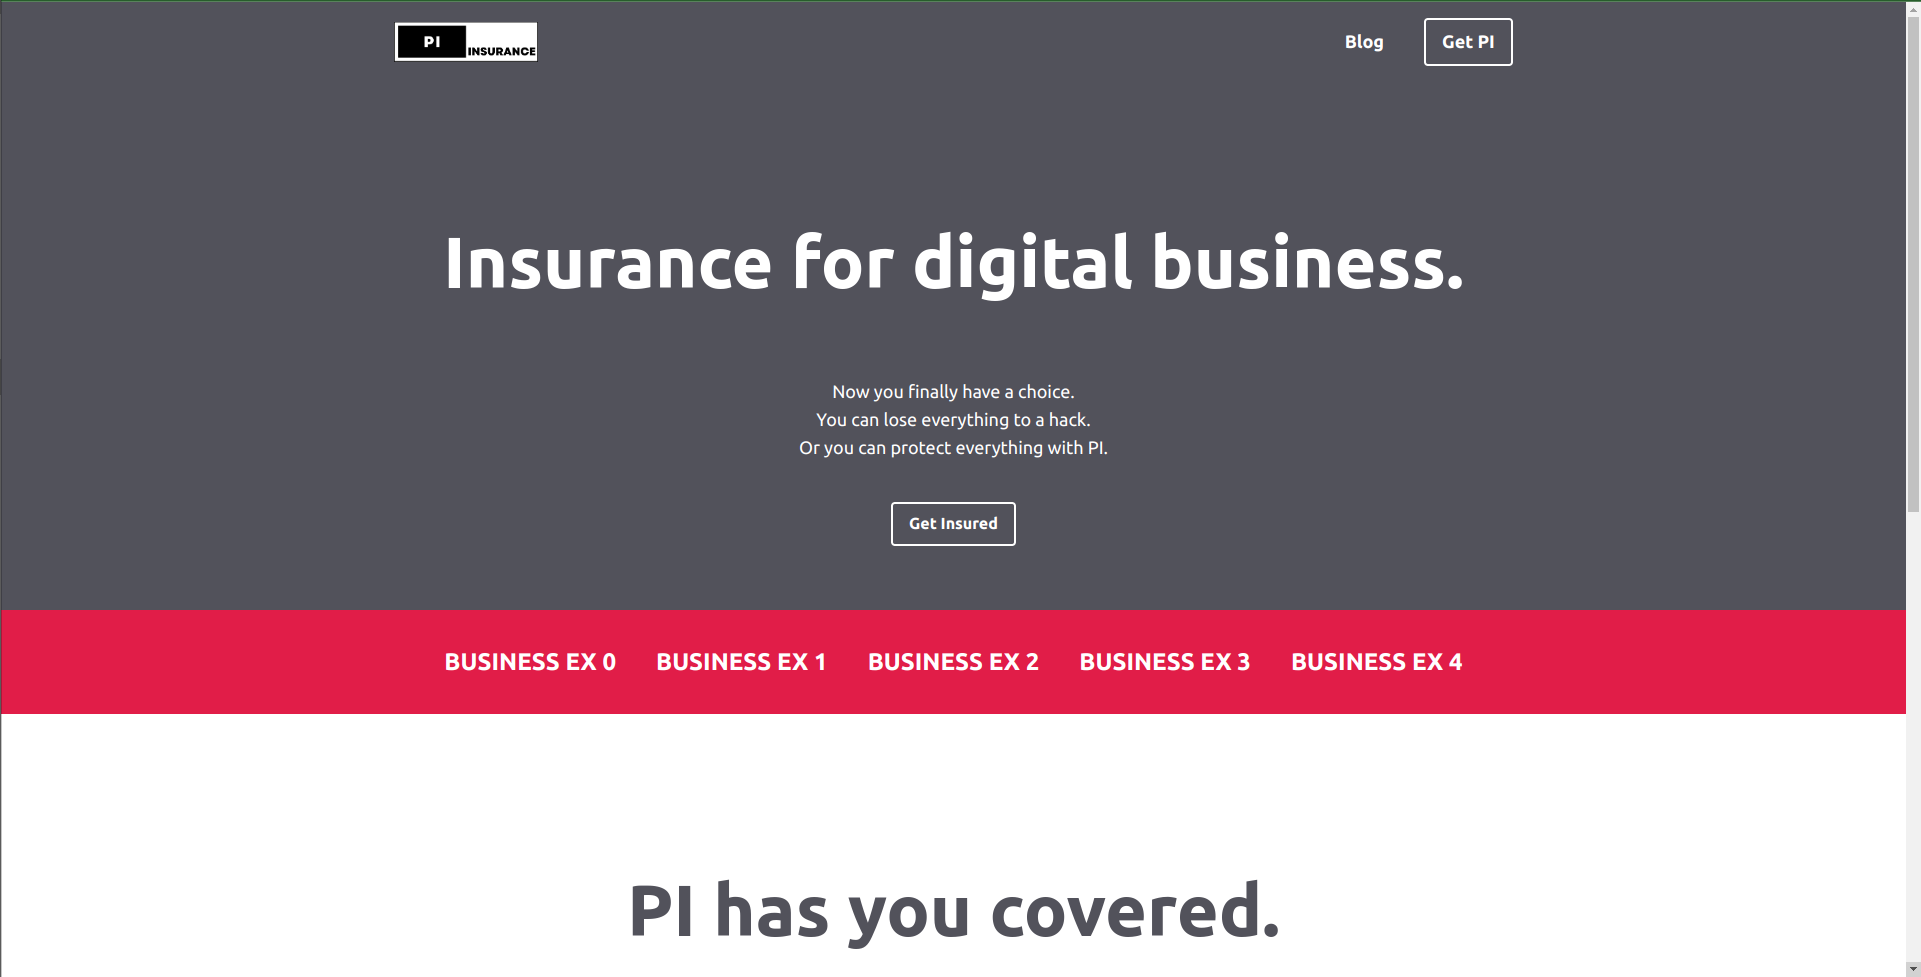 PI INSURANCE
Blog
Get PI
Insurance for digital business.
Now you finally have a choice.
You can lose everything to a hack.
Or you can protect everything with PI.
Get Insured
BUSINESS EX 0 BUSINESS EX 1 BUSINESS EX 2 BUSINESS EX 3 BUSINESS EX 4
PI has you covered.